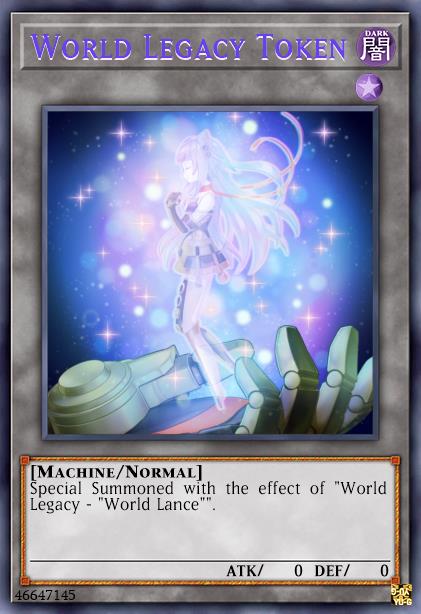 WORLD LEGACY TOKEN
DARK
闇
[MACHINE/NORMAL]
Special Summoned with the effect of "World
Legacy - "World Lance"".
ATK/ 0 DEF/ 0
46647145